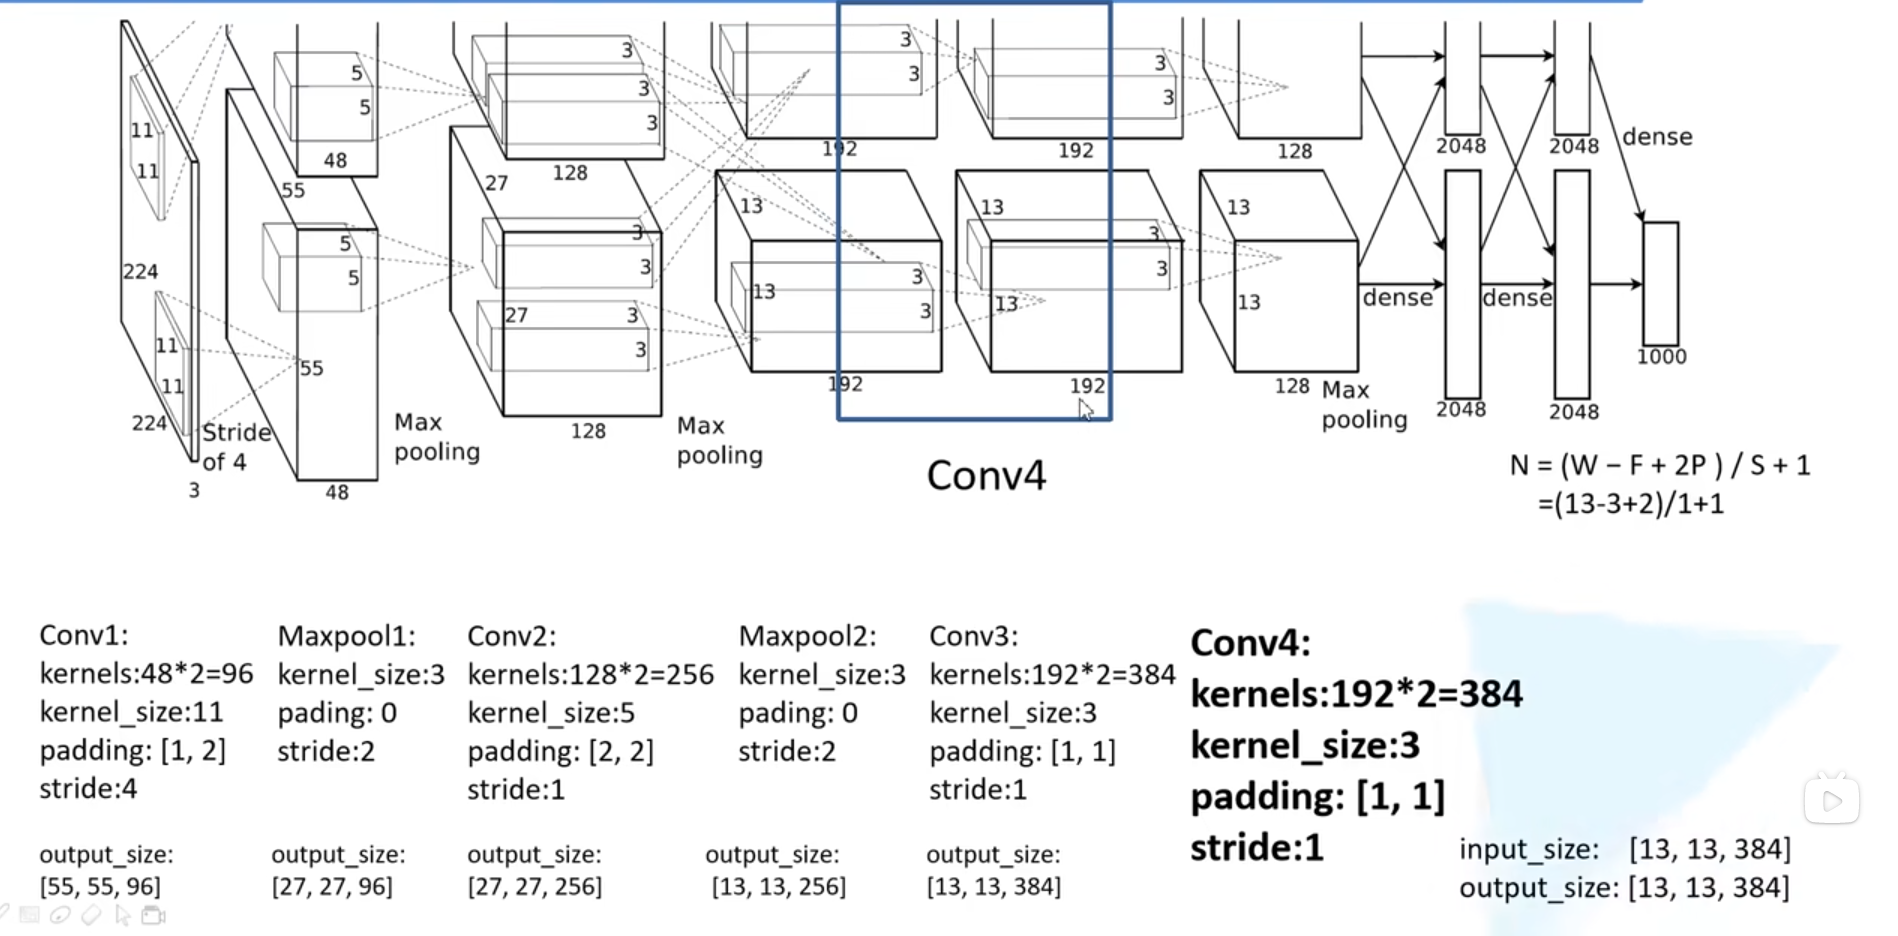 3
3
3
3
3
5
3
3
3
11
5
3
192
192
128
2048
2048
dense
48
128
11
55
27
13
13
13
5
3
3
224
5
3
3
3
13
13
13
dense
dense
27
3
3
11
3
55
1000
11
192
192
128
Max
pooling
2048
2048
224
Stride
of 4
Max
pooling
128
Max
pooling
3
48
Conv4
N = (W – F + 2P ) / S + 1
=(13-3+2)/1+1
Conv1:
kernels:48*2=96
kernel_size:11
padding: [1, 2]
stride:4
output_size:
[55, 55, 96]
Maxpool1:
kernel_size:3
pading: 0
stride:2
output_size:
[27, 27, 96]
Conv2:
kernels:128*2=256
kernel_size:5
padding: [2, 2]
stride:1
output_size:
[27, 27, 256]
Maxpool2:
kernel_size:3
pading: 0
stride:2
output_size:
[13, 13, 256]
Conv3:
kernels:192*2=384
kernel_size:3
padding: [1, 1]
stride:1
output_size:
[13, 13, 384]
Conv4:
kernels:192*2=384
kernel_size:3
padding: [1, 1]
stride:1
input_size: [13, 13, 384]
output_size: [13, 13, 384]